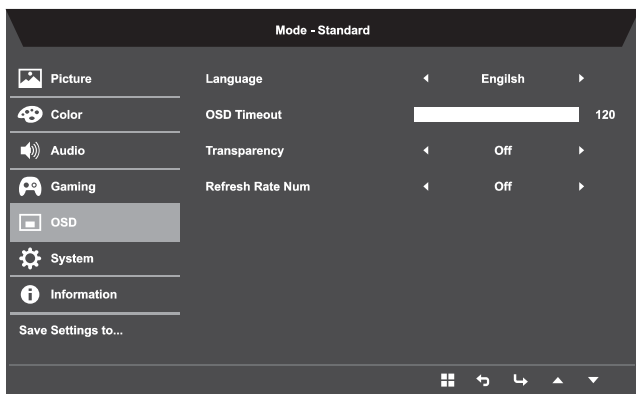 Mode - Standard
Picture
Language Engilsh
Color
OSD Timeout 120
Audio
Transparency Off
Gaming
Refresh Rate Num Off
OSD
System
Information
Save Settings to...